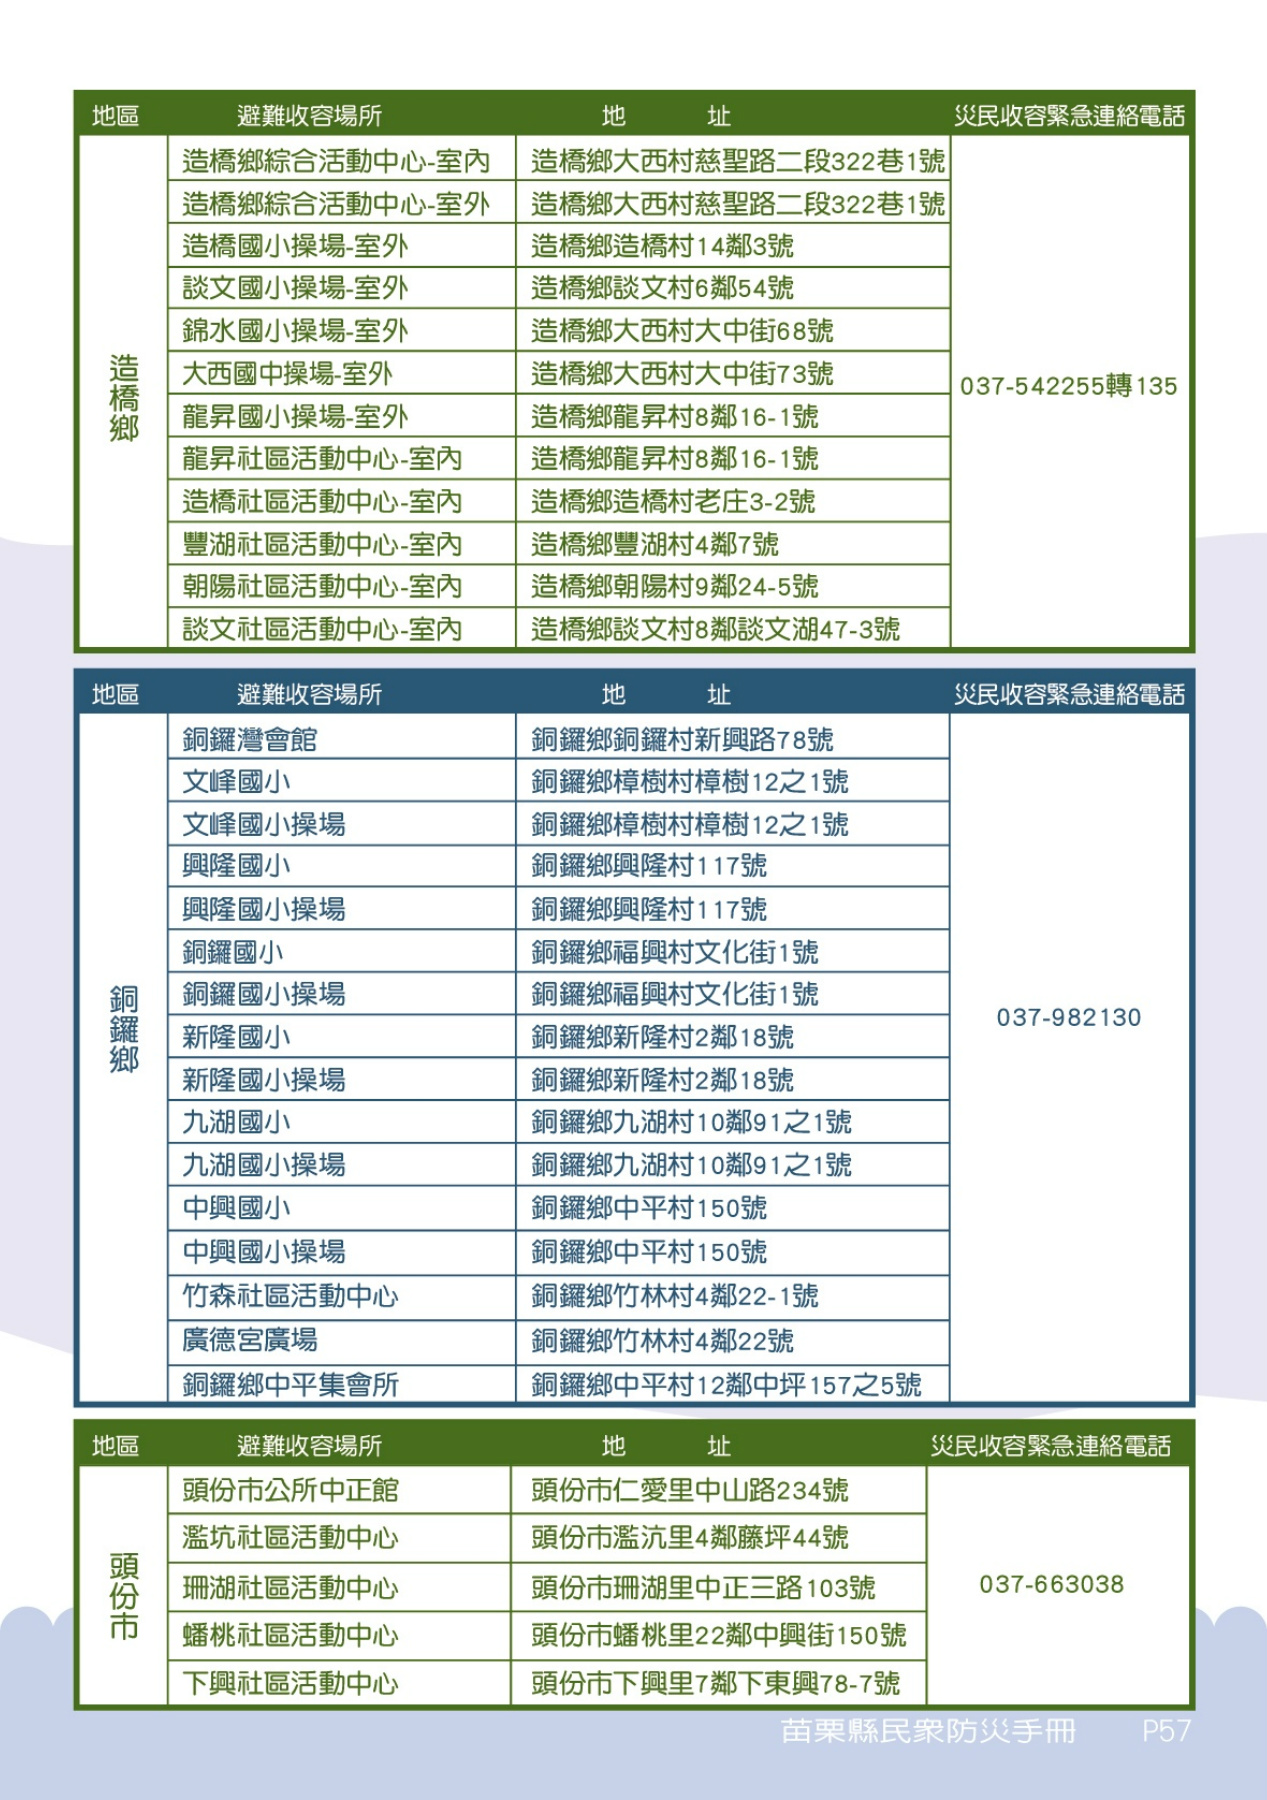 地區 避難收容場所 地 址 災民收容緊急連絡電話
造橋鄉
造橋鄉綜合活動中心-室內 造橋鄉大西村慈聖路二段322巷1號
造橋鄉綜合活動中心-室外 造橋鄉大西村慈聖路二段322巷1號
造橋國小操場-室外 造橋鄉造橋村14鄰3號
談文國小操場-室外 造橋鄉談文村6鄰54號
錦水國小操場-室外 造橋鄉大西村大中街68號
大西國中操場-室外 造橋鄉大西村大中街73號
037-542255轉135
龍昇國小操場-室外 造橋鄉龍昇村8鄰16-1號
龍昇社區活動中心-室內 造橋鄉龍昇村8鄰16-1號
造橋社區活動中心-室內 造橋鄉造橋村老庄3-2號
豐湖社區活動中心-室內 造橋鄉豐湖村4鄰7號
朝陽社區活動中心-室內 造橋鄉朝陽村9鄰24-5號
談文社區活動中心-室內 造橋鄉談文村8鄰談文湖47-3號
地區 避難收容場所 地 址 災民收容緊急連絡電話
銅鑼鄉
銅鑼灣會館 銅鑼鄉銅鑼村新興路78號
文峰國小 銅鑼鄉樟樹村樟樹12之1號
文峰國小操場 銅鑼鄉樟樹村樟樹12之1號
興隆國小 銅鑼鄉興隆村117號
興隆國小操場 銅鑼鄉興隆村117號
銅鑼國小 銅鑼鄉福興村文化街1號
銅鑼國小操場 銅鑼鄉福興村文化街1號
037-982130
新隆國小 銅鑼鄉新隆村2鄰18號
新隆國小操場 銅鑼鄉新隆村2鄰18號
九湖國小 銅鑼鄉九湖村10鄰91之1號
九湖國小操場 銅鑼鄉九湖村10鄰91之1號
中興國小 銅鑼鄉中平村150號
中興國小操場 銅鑼鄉中平村150號
竹森社區活動中心 銅鑼鄉竹林村4鄰22-1號
廣德宮廣場 銅鑼鄉竹林村4鄰22號
銅鑼鄉中平集會所 銅鑼鄉中平村12鄰中坪157之5號
地區 避難收容場所 地 址 災民收容緊急連絡電話
頭份市
頭份市公所中正館 頭份市仁愛里中山路234號
濫坑社區活動中心 頭份市濫沆里4鄰藤坪44號
珊湖社區活動中心 頭份市珊湖里中正三路103號
037-663038
蟠桃社區活動中心 頭份市蟠桃里22鄰中興街150號
下興社區活動中心 頭份市下興里7鄰下東興78-7號
苗栗縣民眾防災手冊 P57